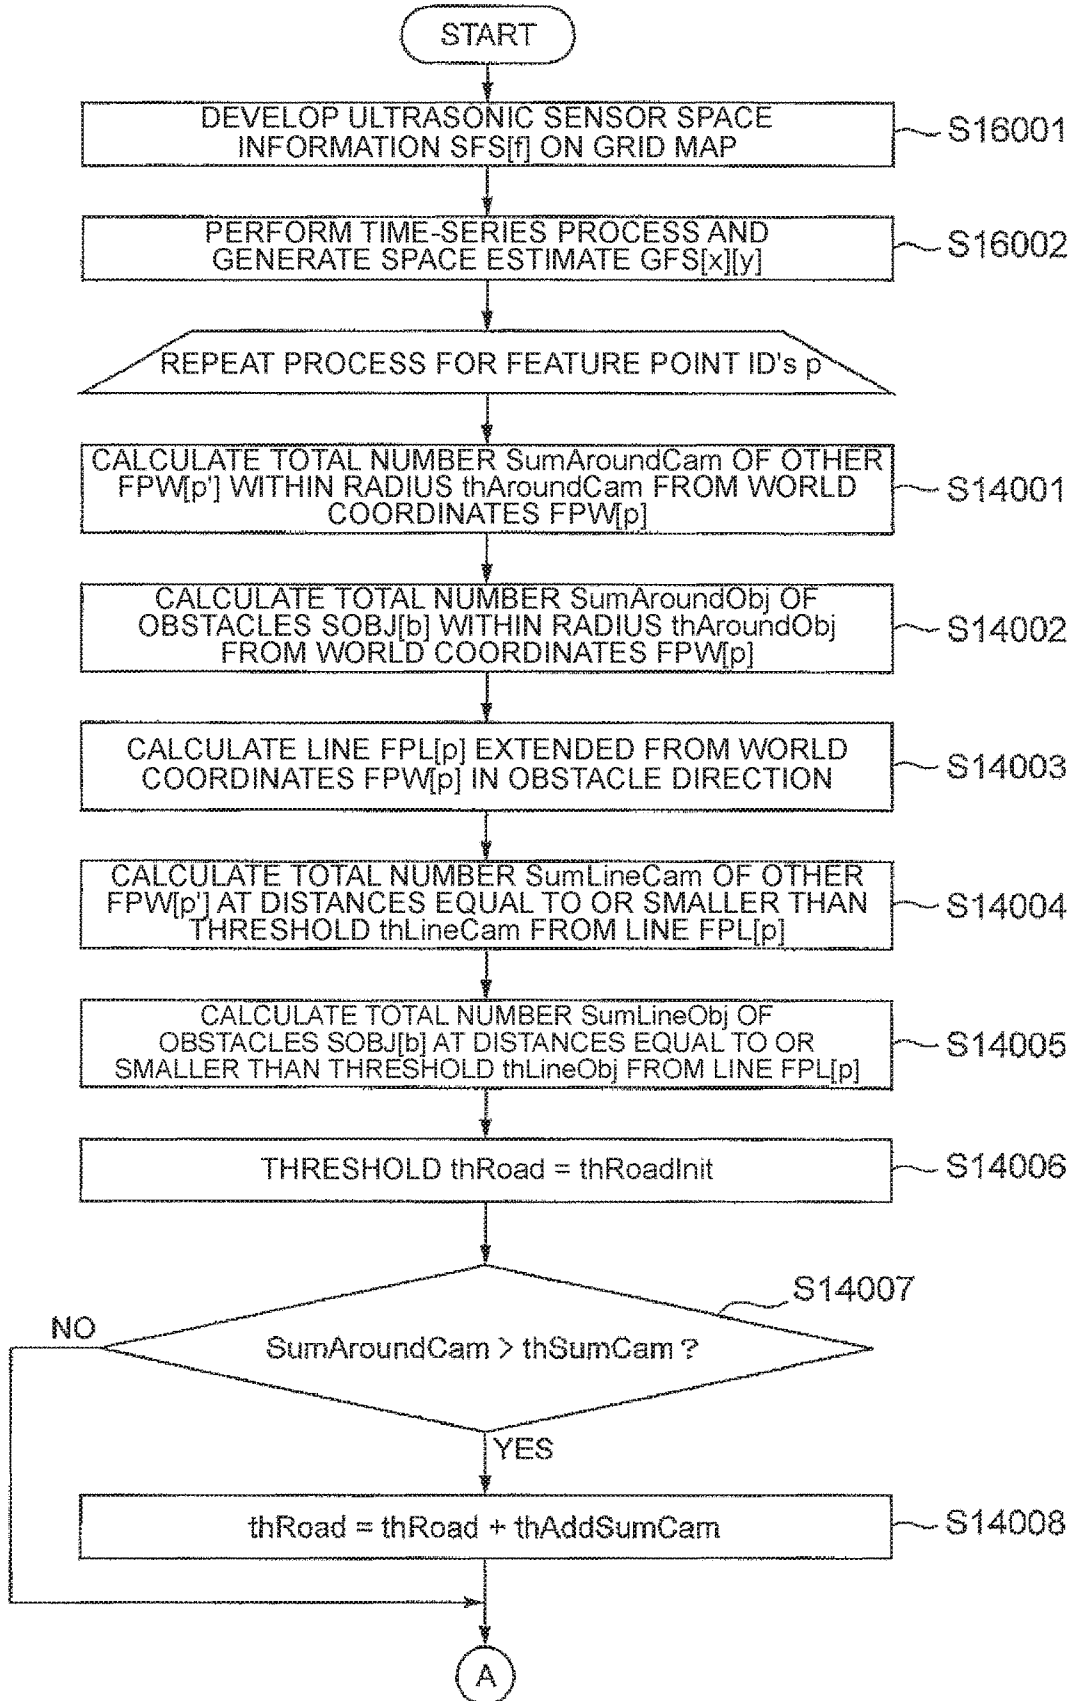 START
DEVELOP ULTRASONIC SENSOR SPACE
INFORMATION SFS[f] ON GRID MAP
S16001
PERFORM TIME-SERIES PROCESS AND
GENERATE SPACE ESTIMATE GFS[x][y]
S16002
REPEAT PROCESS FOR FEATURE POINT ID's p
CALCULATE TOTAL NUMBER SumAroundCam OF OTHER
FPW[p'] WITHIN RADIUS thAroundCam FROM WORLD
COORDINATES FPW[p]
S14001
CALCULATE TOTAL NUMBER SumAroundObj OF
OBSTACLES SOBJ[b] WITHIN RADIUS thAroundObj
FROM WORLD COORDINATES FPW[p]
S14002
CALCULATE LINE FPL[p] EXTENDED FROM WORLD
COORDINATES FPW[p] IN OBSTACLE DIRECTION
S14003
CALCULATE TOTAL NUMBER SumLineCam OF OTHER
FPW[p'] AT DISTANCES EQUAL TO OR SMALLER THAN
THRESHOLD thLineCam FROM LINE FPL[p]
S14004
CALCULATE TOTAL NUMBER SumLineObj OF
OBSTACLES SOBJ[b] AT DISTANCES EQUAL TO OR
SMALLER THAN THRESHOLD thLineObj FROM LINE FPL[p]
S14005
THRESHOLD thRoad = thRoadInit
S14006
S14007
NO
SumAroundCam > thSumCam ?
YES
thRoad = thRoad + thAddSumCam
S14008
A